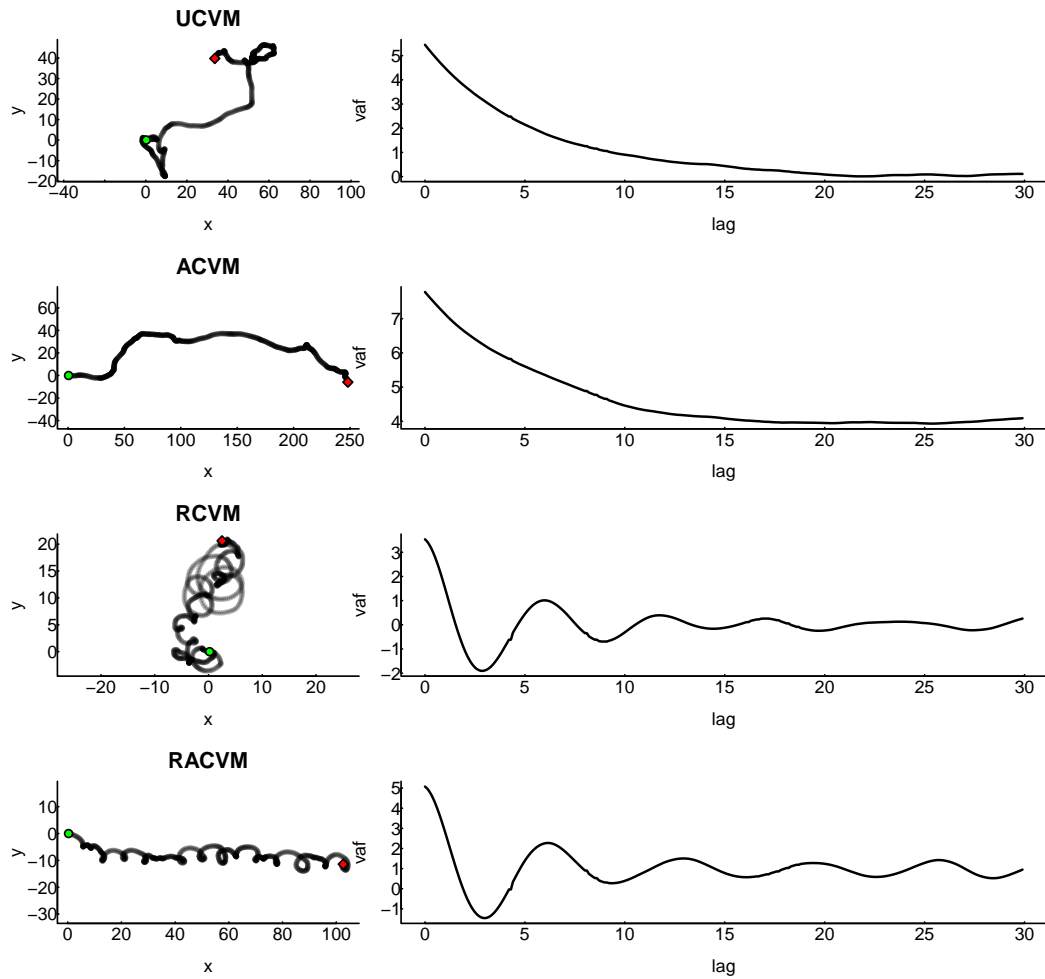 UCVM
40
30
20
10
0
−10
−20
y
−40 0 20 40 60 80 100
x
5
4
3
2
1
0
vaf
0 5 10 15 20 25 30
lag
ACVM
60
40
20
0
−20
−40
y
0 50 100 150 200 250
x
7
6
5
4
vaf
0 5 10 15 20 25 30
lag
RCVM
20
15
10
5
0
y
−20 −10 0 10 20
x
3
2
1
0
−1
−2
vaf
0 5 10 15 20 25 30
lag
RACVM
10
0
−10
−20
−30
y
0 20 40 60 80 100
x
5
4
3
2
1
0
−1
vaf
0 5 10 15 20 25 30
lag